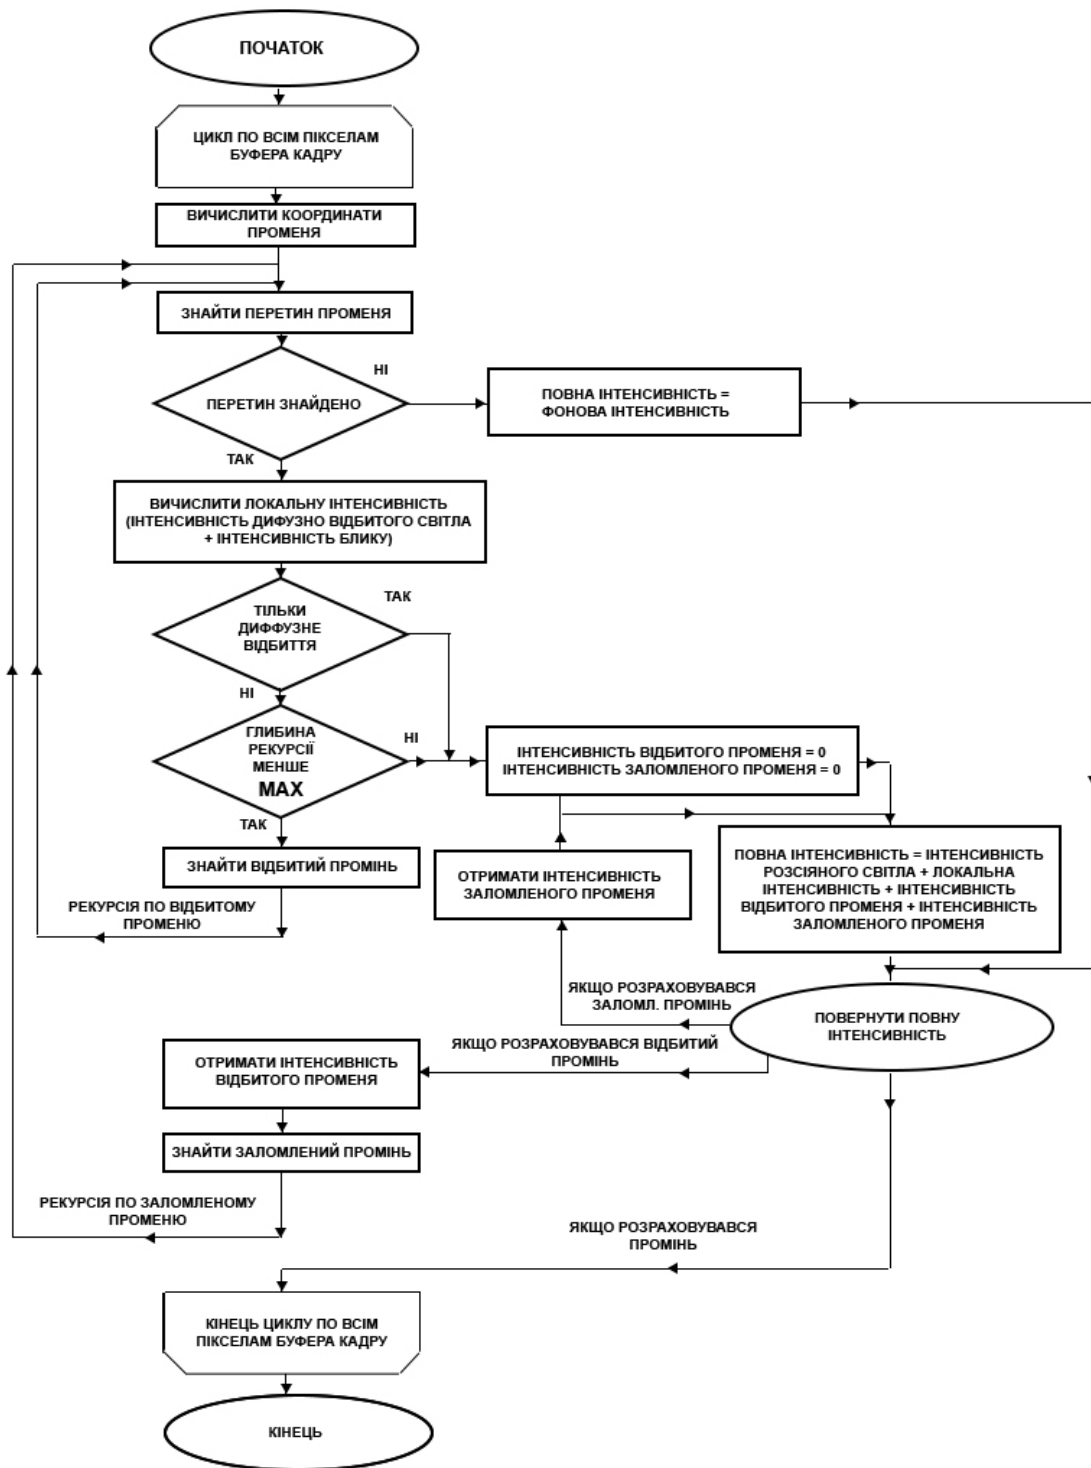 ПОЧАТОК
ЦИКЛ ПО ВСІМ ПІКСЕЛАМ
БУФЕРА КАДРУ
ВИЧИСЛИТИ КООРДИНАТИ
ПРОМЕНЯ
ЗНАЙТИ ПЕРЕТИН ПРОМЕНЯ
НІ
ПЕРЕТИН ЗНАЙДЕНО
ПОВНА ІНТЕНСИВНІСТЬ =
ФОНОВА ІНТЕНСИВНІСТЬ
ТАК
ВИЧИСЛИТИ ЛОКАЛЬНУ ІНТЕНСИВНІСТЬ
(ІНТЕНСИВНІСТЬ ДИФУЗНО ВІДБИТОГО СВІТЛА
+ ІНТЕНСИВНІСТЬ БЛИКУ)
ТАК
ТІЛЬКИ
ДИФФУЗНЕ
ВІДБИТТЯ
НІ
ГЛИБИНА
РЕКУРСІЇ
МЕНШЕ
MAX
НІ
ІНТЕНСИВНІСТЬ ВІДБИТОГО ПРОМЕНЯ = 0
ІНТЕНСИВНІСТЬ ЗАЛОМЛЕНОГО ПРОМЕНЯ = 0
ТАК
ЗНАЙТИ ВІДБИТИЙ ПРОМІНЬ
ОТРИМАТИ ІНТЕНСИВНІСТЬ
ЗАЛОМЛЕНОГО ПРОМЕНЯ
ПОВНА ІНТЕНСИВНІСТЬ = ІНТЕНСИВНІСТЬ
РОЗСІЯНОГО СВІТЛА + ЛОКАЛЬНА
ІНТЕНСИВНІСТЬ + ІНТЕНСИВНІСТЬ
ВІДБИТОГО ПРОМЕНЯ + ІНТЕНСИВНІСТЬ
ЗАЛОМЛЕНОГО ПРОМЕНЯ
РЕКУРСІЯ ПО ВІДБИТОМУ
ПРОМЕНЮ
ЯКЩО РОЗРАХОВУВАВСЯ
ЗАЛОМЛ. ПРОМІНЬ
ПОВЕРНУТИ ПОВНУ
ІНТЕНСИВНІСТЬ
ЯКЩО РОЗРАХОВУВАВСЯ ВІДБИТИЙ
ПРОМІНЬ
ОТРИМАТИ ІНТЕНСИВНІСТЬ
ВІДБИТОГО ПРОМЕНЯ
ЗНАЙТИ ЗАЛОМЛЕНИЙ ПРОМІНЬ
РЕКУРСІЯ ПО ЗАЛОМЛЕНОМУ
ПРОМЕНЮ
ЯКЩО РОЗРАХОВУВАВСЯ
ПРОМІНЬ
КІНЕЦЬ ЦИКЛУ ПО ВСІМ
ПІКСЕЛАМ БУФЕРА КАДРУ
КІНЕЦЬ